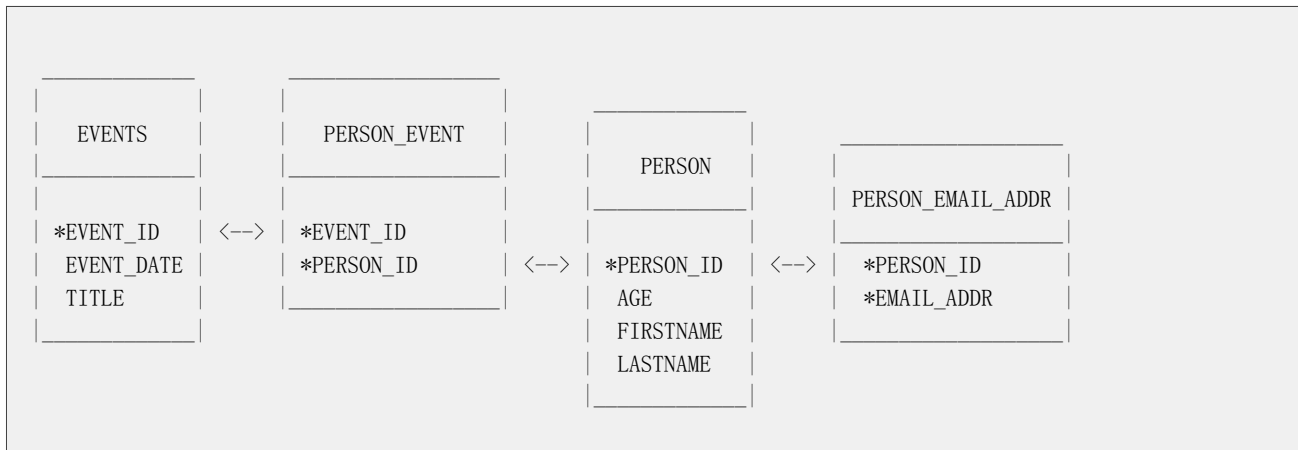 EVENTS
PERSON_EVENT
PERSON
PERSON_EMAIL_ADDR
*EVENT_ID <--> *EVENT_ID
EVENT_DATE *PERSON_ID <--> *PERSON_ID <--> *PERSON_ID
TITLE AGE *EMAIL_ADDR
FIRSTNAME
LASTNAME